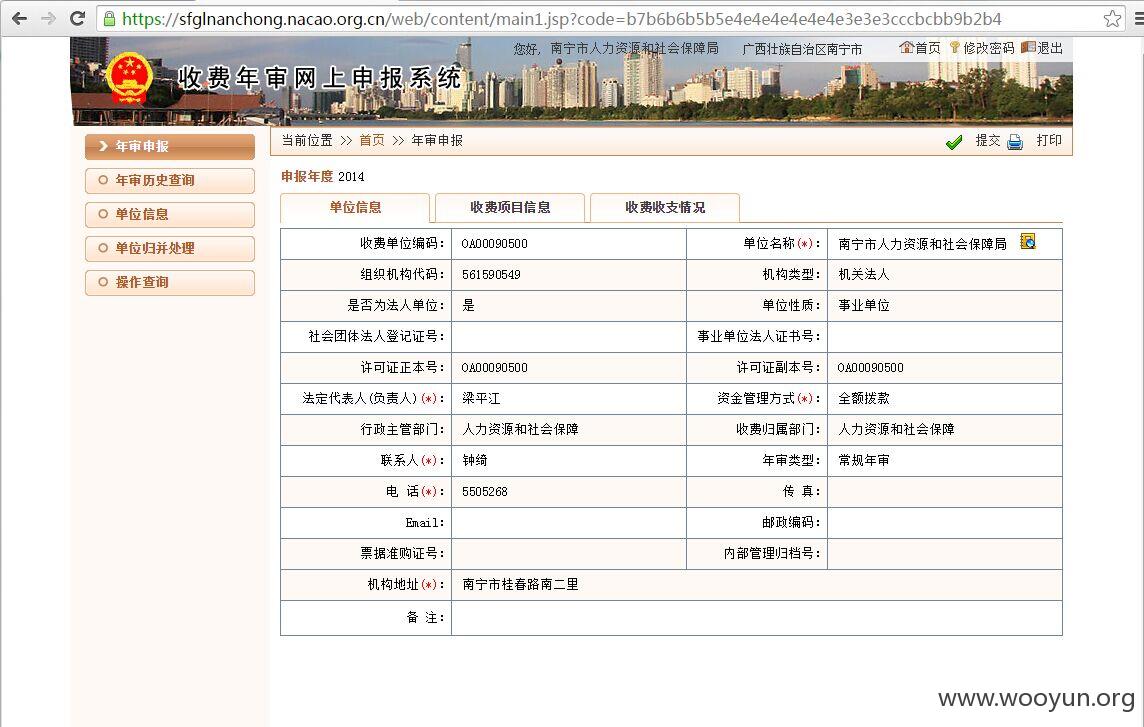 https://sfglnanchong.nacao.org.cn/web/content/main1.jsp?code=b7b6b6b5b5e4e4e4e4e4e4e3e3e3cccbcbb9b2b4
您好, 南宁市人力资源和社会保障局 广西壮族自治区南宁市 首页 修改密码 退出
收费年审网上申报系统
年审申报
年审历史查询
单位信息
单位归并处理
操作查询
当前位置 >> 首页 >> 年审申报 提交 打印
申报年度 2014
单位信息 收费项目信息 收费收支情况
收费单位编码: OA00090500 单位名称(*): 南宁市人力资源和社会保障局
组织机构代码: 561590549 机构类型: 机关法人
是否为法人单位: 是 单位性质: 事业单位
社会团体法人登记证号: 事业单位法人证书号:
许可证正本号: OA00090500 许可证副本号: OA00090500
法定代表人(负责人)(*): 梁平江 资金管理方式(*): 全额拨款
行政主管部门: 人力资源和社会保障 收费归属部门: 人力资源和社会保障
联系人(*): 钟绮 年审类型: 常规年审
电 话(*): 5505268 传 真:
Email: 邮政编码:
票据准购证号: 内部管理归档号:
机构地址(*): 南宁市桂春路南二里
备 注:
www.wooyun.org